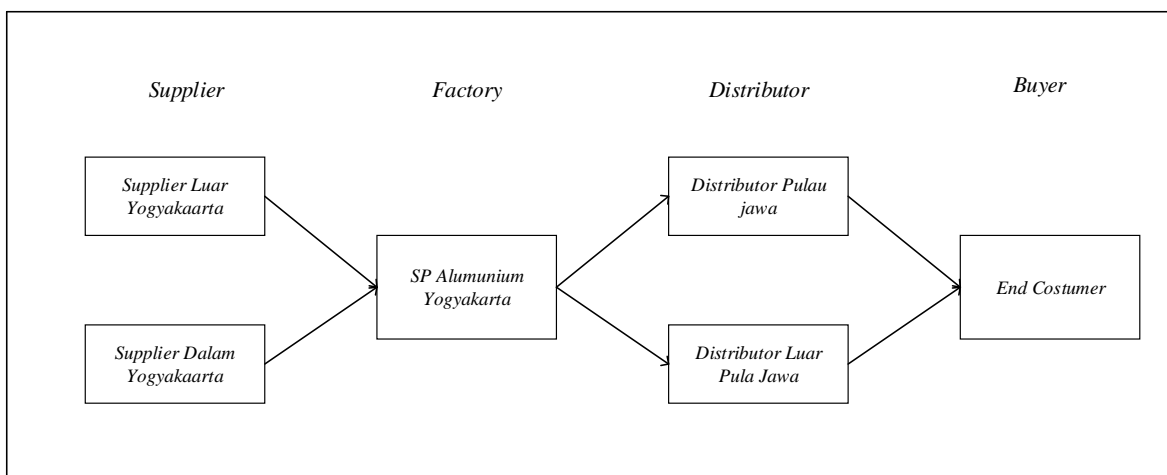 Supplier
Factory
Distributor
Buyer
Supplier Luar
Yogyakaarta
Distributor Pulau
jawa
SP Alumunium
Yogyakarta
End Costumer
Supplier Dalam
Yogyakaarta
Distributor Luar
Pula Jawa